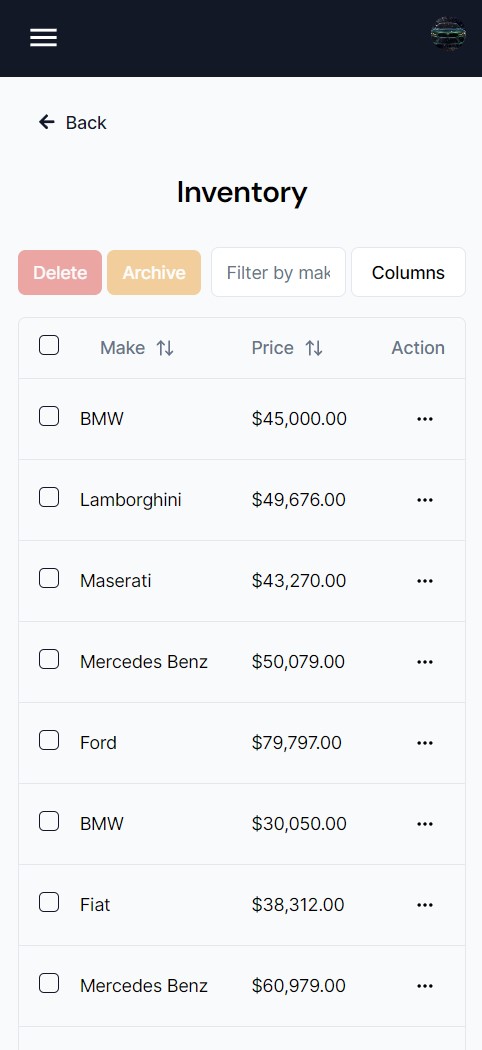 Back
Inventory
Delete Archive Filter by mak Columns
Make Price Action
BMW $45,000.00
Lamborghini $49,676.00
Maserati $43,270.00
Mercedes Benz $50,079.00
Ford $79,797.00
BMW $30,050.00
Fiat $38,312.00
Mercedes Benz $60,979.00